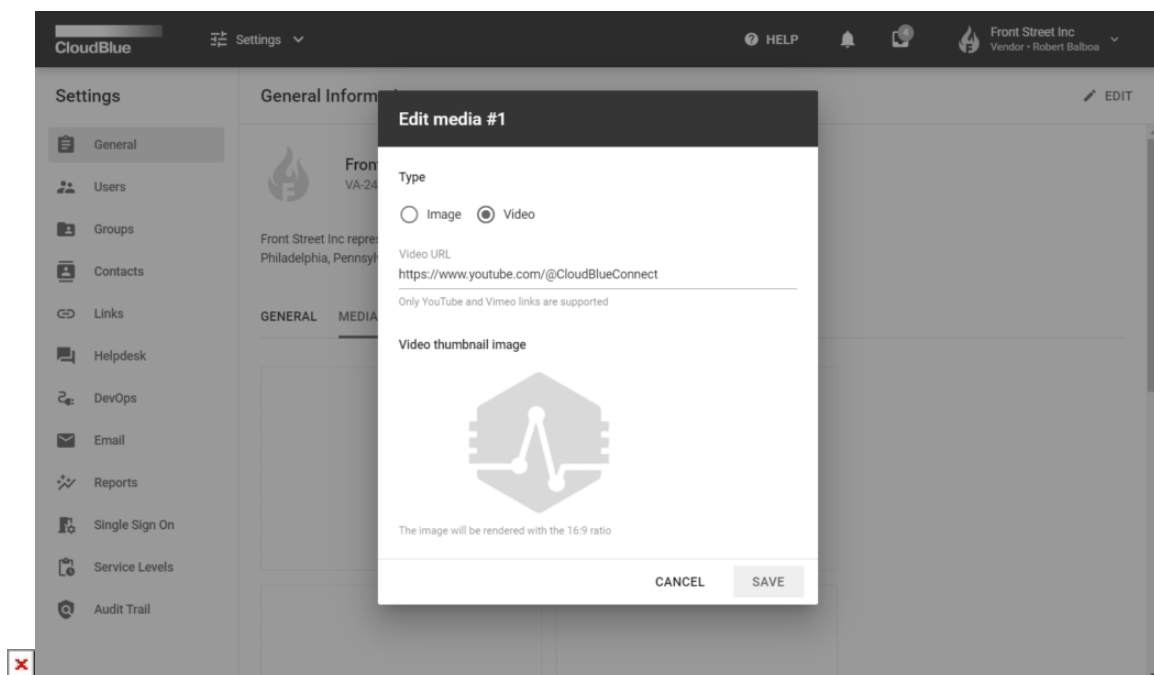 CloudBlue
Settings
HELP
4
Front Street Inc
Vendor • Robert Balboa
Settings
General Inform
EDIT
General
Users
Groups
Contacts
Links
Helpdesk
DevOps
Email
Reports
Single Sign On
Service Levels
Audit Trail
Fron
VA-24
Front Street Inc repre
Philadelphia, Pennsyl
GENERAL MEDIA
Edit media #1
Type
Image Video
Video URL
https://www.youtube.com/@CloudBlueConnect
Only YouTube and Vimeo links are supported
Video thumbnail image
The image will be rendered with the 16:9 ratio
CANCEL SAVE